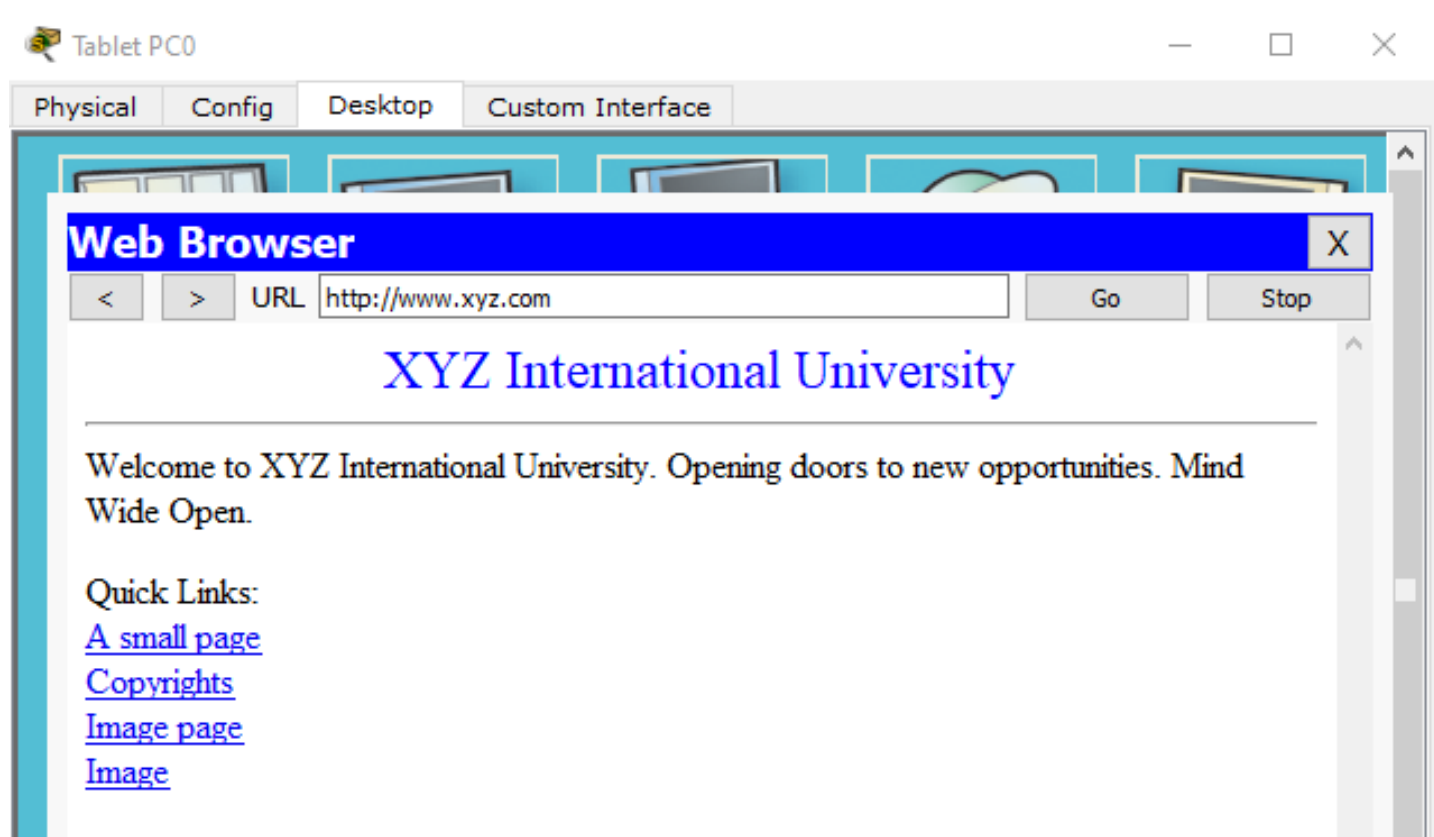 Tablet PC0
Physical Config Desktop Custom Interface
Web Browser X
< > URL http://www.xyz.com Go Stop
XYZ International University
Welcome to XYZ International University. Opening doors to new opportunities. Mind
Wide Open.
Quick Links:
A small page
Copyrights
Image page
Image